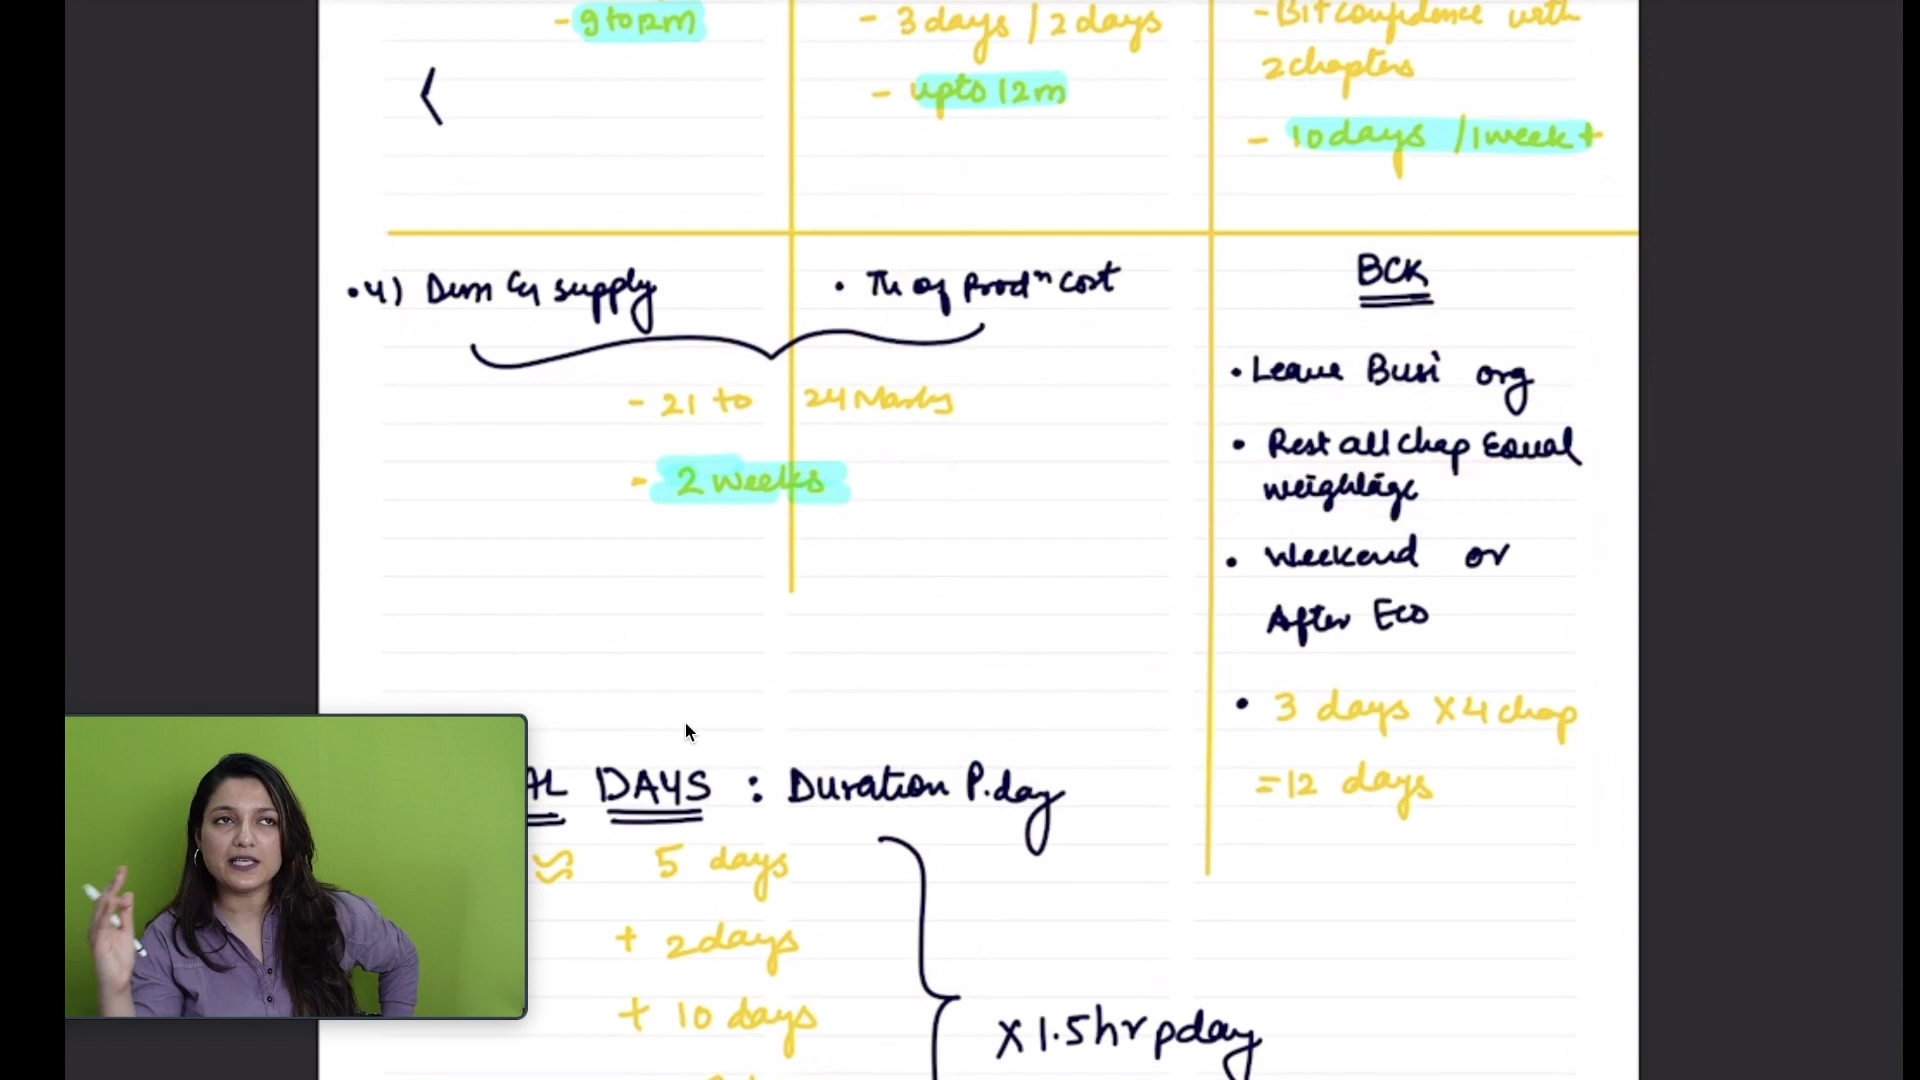 - 9 to 12m
- 3 days / 2 days
- upto 12m
- Bit confidence with
2 chapters
- 10 days / 1 week +
• 4) Dem & supply
• Th of Prodⁿ Cost
- 21 to 24 Marks
- 2 weeks
BCK
• Leave Busi org
• Rest all chap Equal
weightage
• Weekend or
After Eco
• 3 days X 4 chap
= 12 days
AL DAYS : Duration P.day
≈ 5 days
+ 2 days
+ 10 days
X 1.5 hr pday